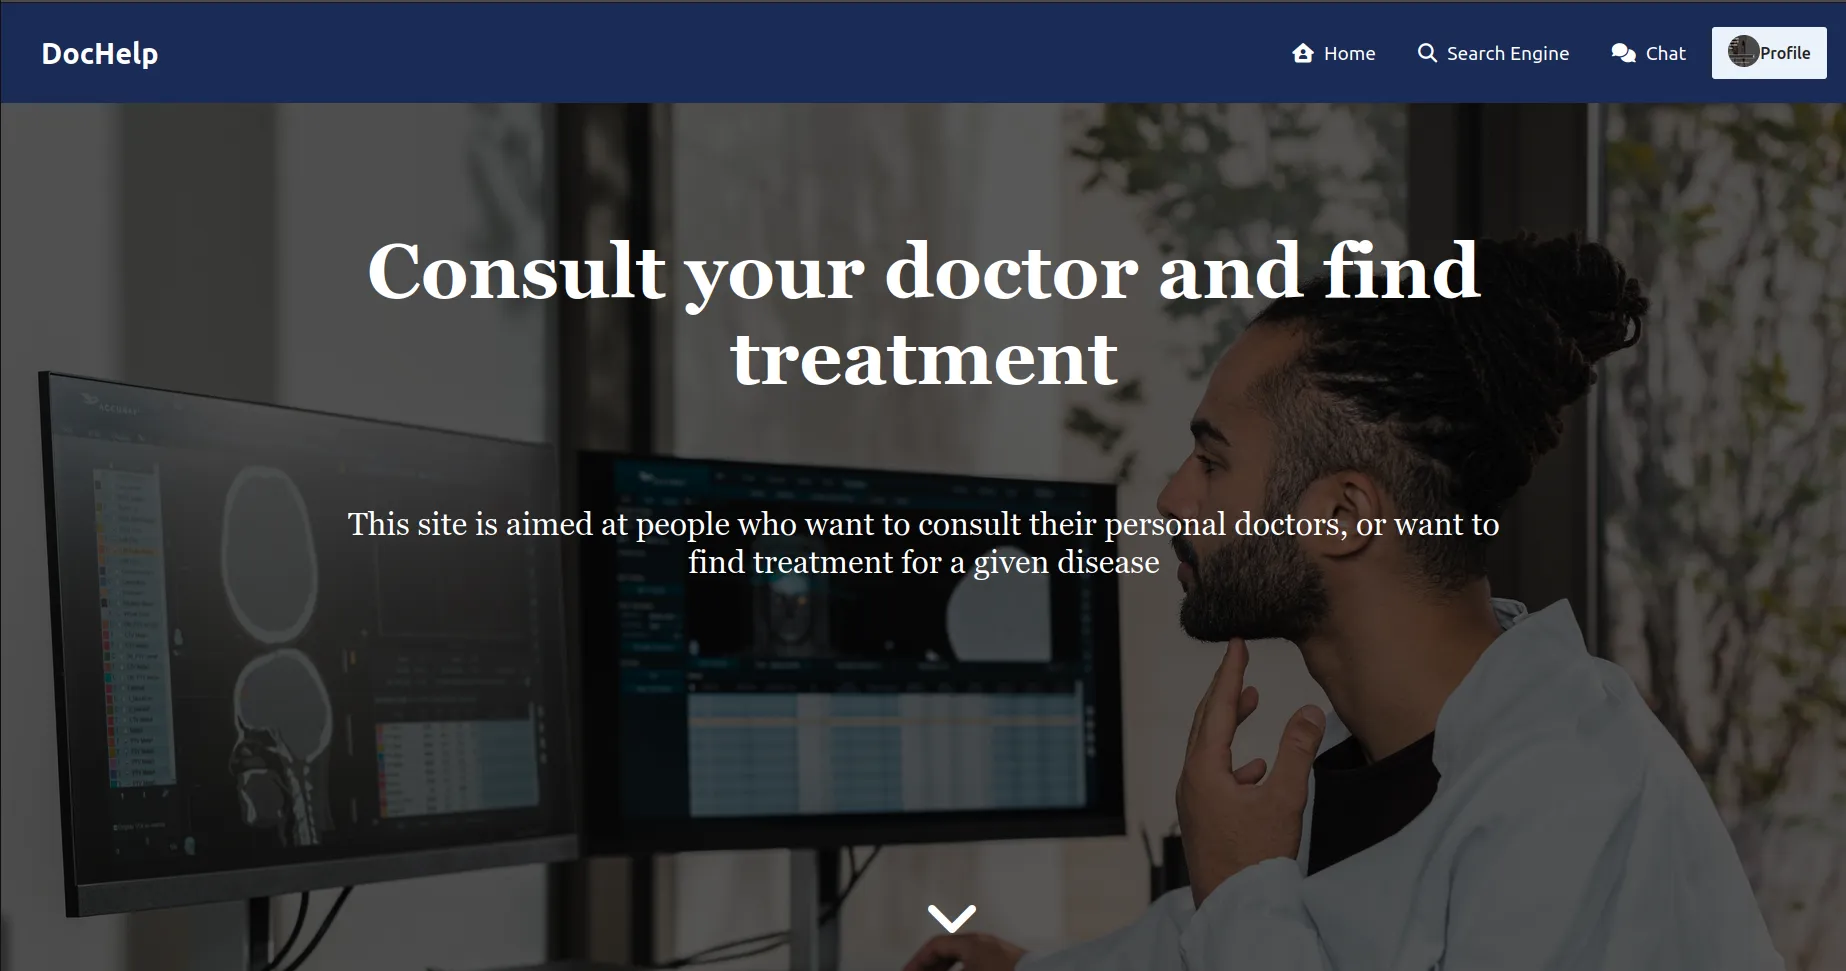 DocHelp
Home
Search Engine
Chat
Profile
Consult your doctor and find
treatment
This site is aimed at people who want to consult their personal doctors, or want to
find treatment for a given disease